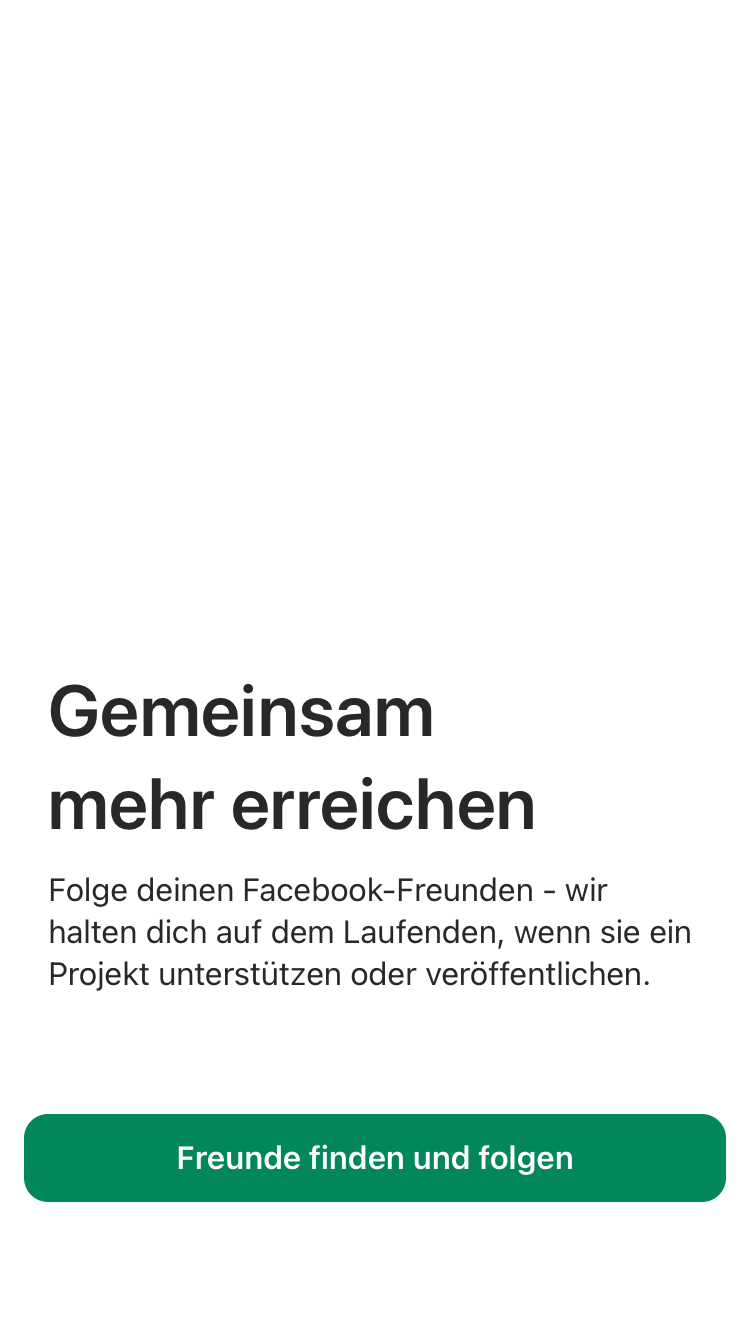 Gemeinsam
mehr erreichen
Folge deinen Facebook-Freunden - wir
halten dich auf dem Laufenden, wenn sie ein
Projekt unterstützen oder veröffentlichen.
Freunde finden und folgen